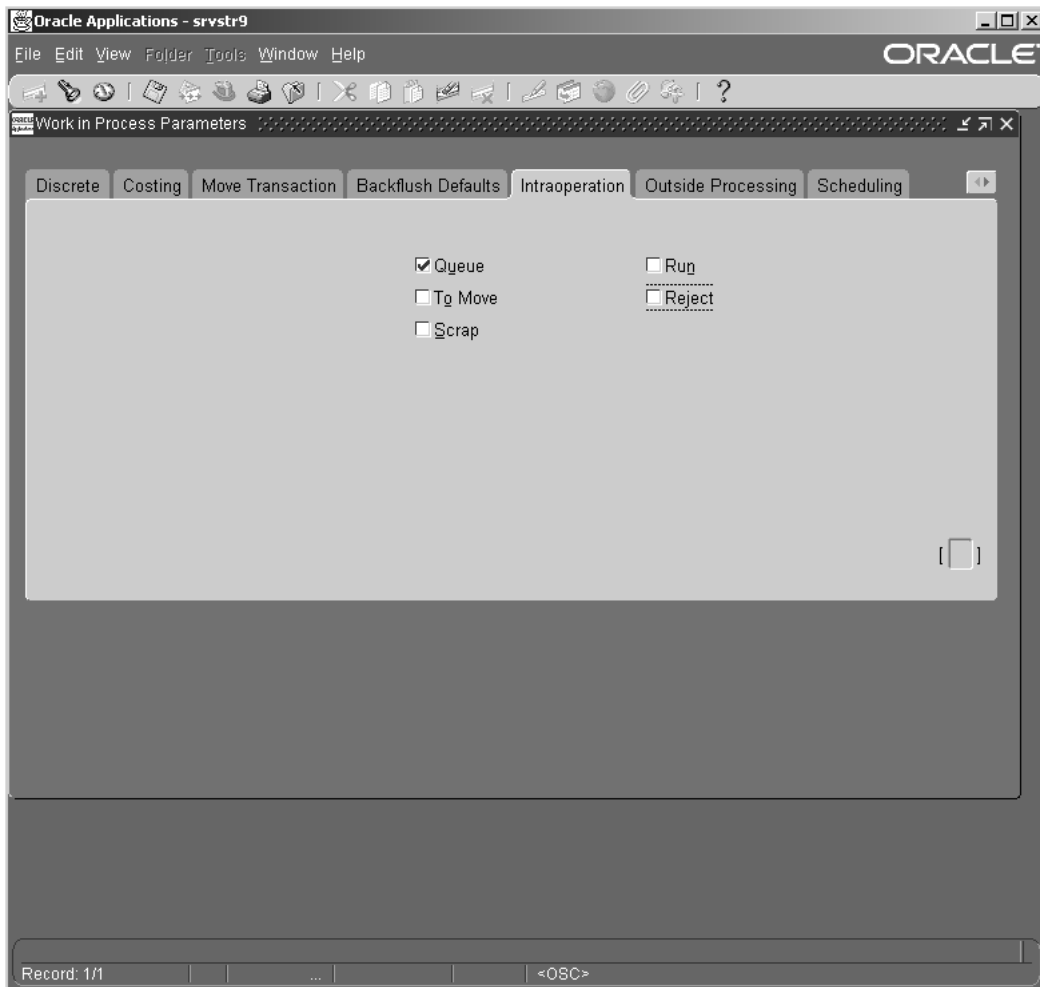 Oracle Applications - srvstr9
File Edit View Folder Tools Window Help
ORACLE
?
Work in Process Parameters
Discrete Costing Move Transaction Backflush Defaults Intraoperation Outside Processing Scheduling
Queue Run
To Move Reject
Scrap
[ ]
Record: 1/1 ... <OSC>